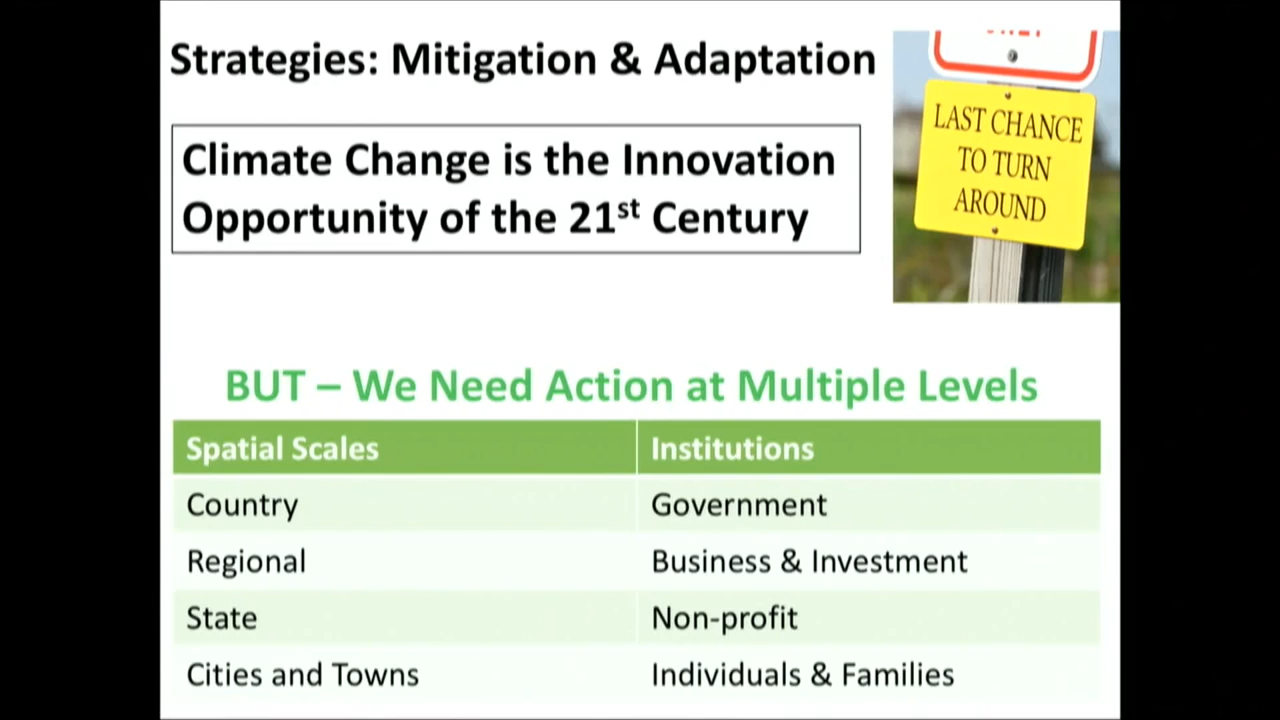 Strategies: Mitigation & Adaptation
Climate Change is the Innovation
Opportunity of the 21st Century
LAST CHANCE
TO TURN
AROUND
BUT – We Need Action at Multiple Levels
Spatial Scales Institutions
Country Government
Regional Business & Investment
State Non-profit
Cities and Towns Individuals & Families